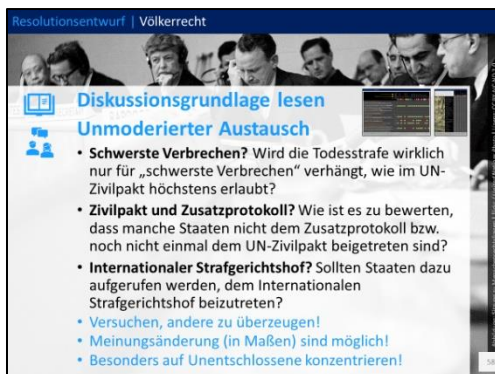 Resolutionsentwurf | Völkerrecht
Diskussionsgrundlage lesen
Unmoderierter Austausch
• Schwerste Verbrechen? Wird die Todesstrafe wirklich
nur für „schwerste Verbrechen“ verhängt, wie im UN-
Zivilpakt höchstens erlaubt?
• Zivilpakt und Zusatzprotokoll? Wie ist es zu bewerten,
dass manche Staaten nicht dem Zusatzprotokoll bzw.
noch nicht einmal dem UN-Zivilpakt beigetreten sind?
• Internationaler Strafgerichtshof? Sollten Staaten dazu
aufgerufen werden, dem Internationalen
Strafgerichtshof beizutreten?
• Versuchen, andere zu überzeugen!
• Meinungsänderung (in Maßen) sind möglich!
• Besonders auf Unentschlossene konzentrieren!
58